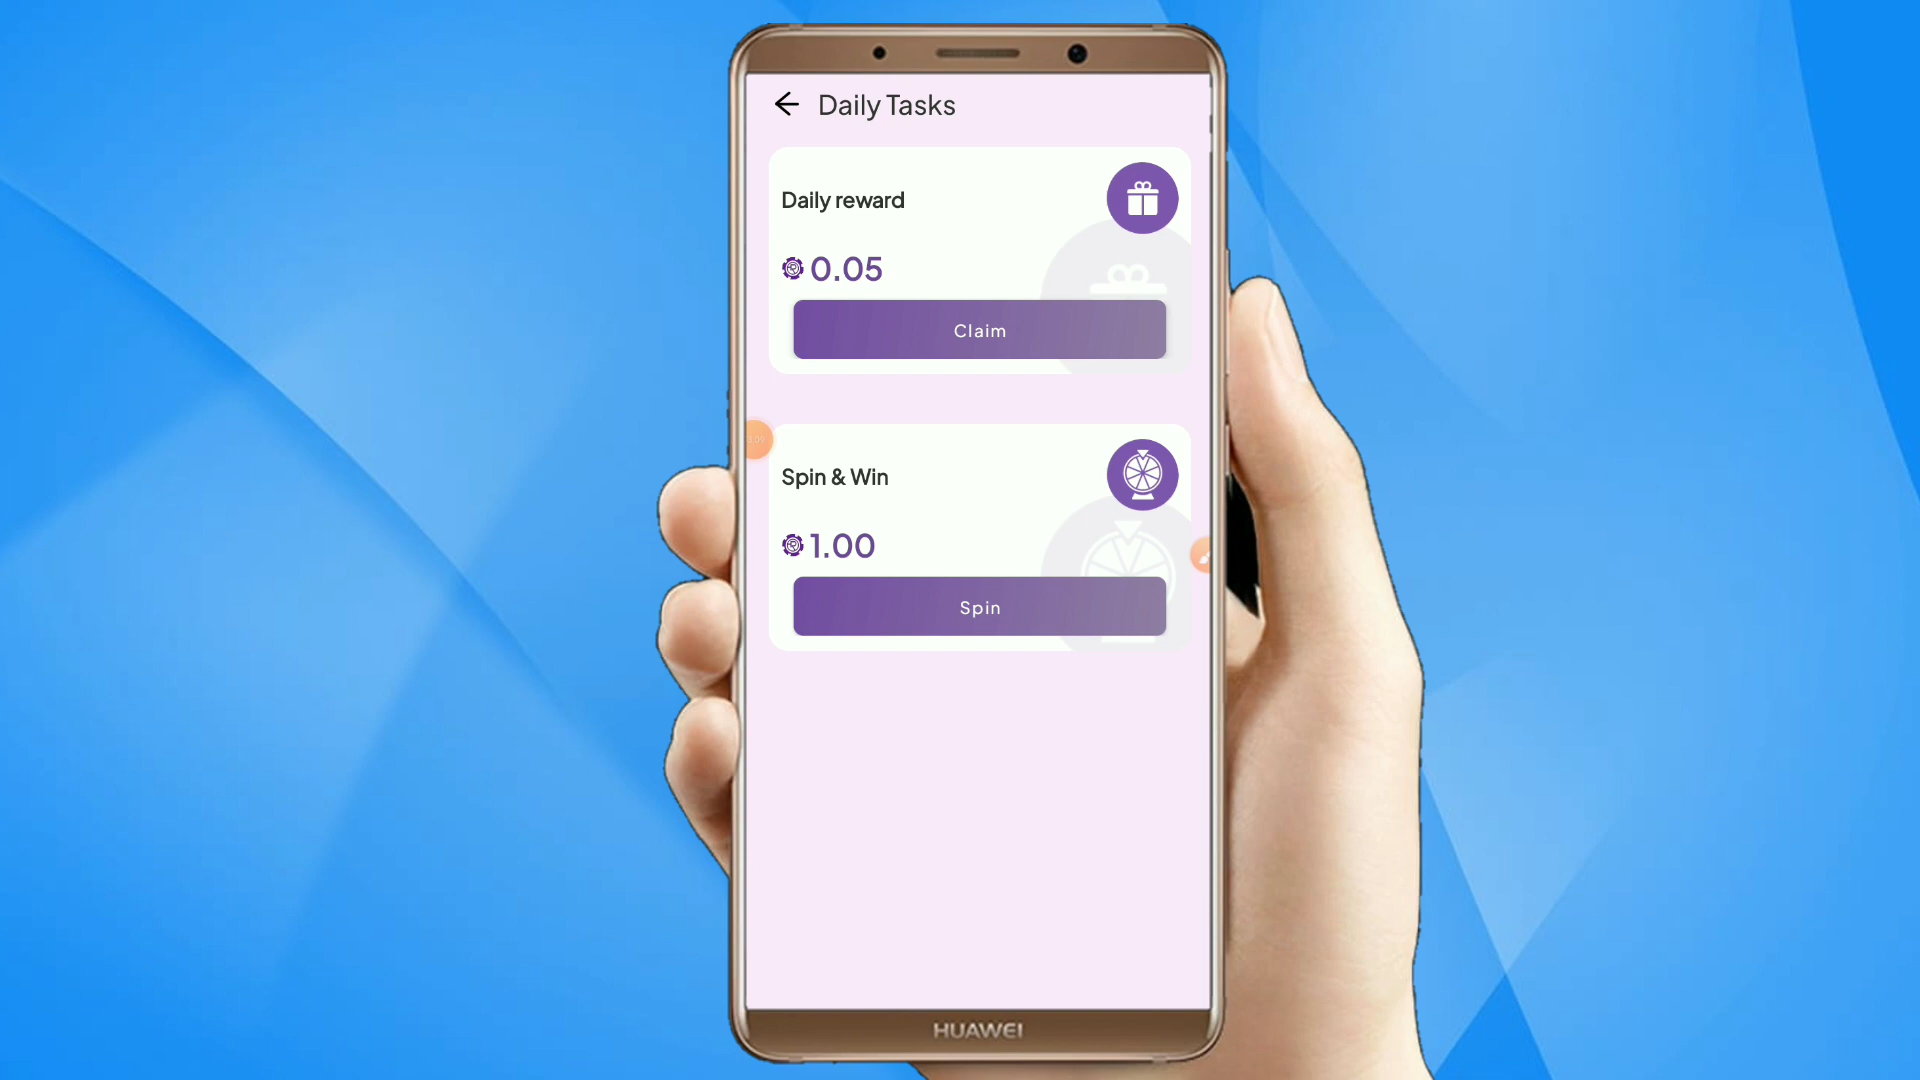 Daily Tasks
Daily reward
0.05
Claim
Spin & Win
1.00
Spin
HUAWEI